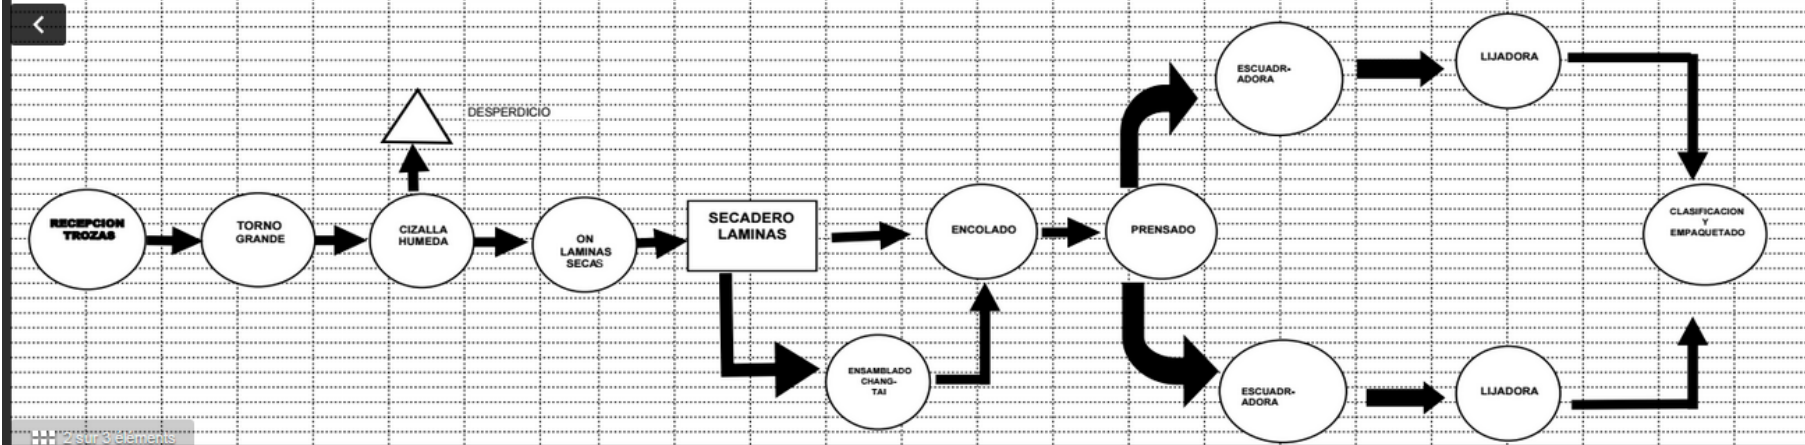 DESPERDICIO
RECEPCION
TROZAS
TORNO
GRANDE
CIZALLA
HUMEDA
ON
LAMINAS
SECAS
SECADERO
LAMINAS
ENSAMBLADO
CHANG-
TAI
ENCOLADO
PRENSADO
ESCUADR-
ADORA
LIJADORA
ESCUADR-
ADORA
LIJADORA
CLASIFICACION
Y
EMPAQUETADO
2 sur 3 éléments